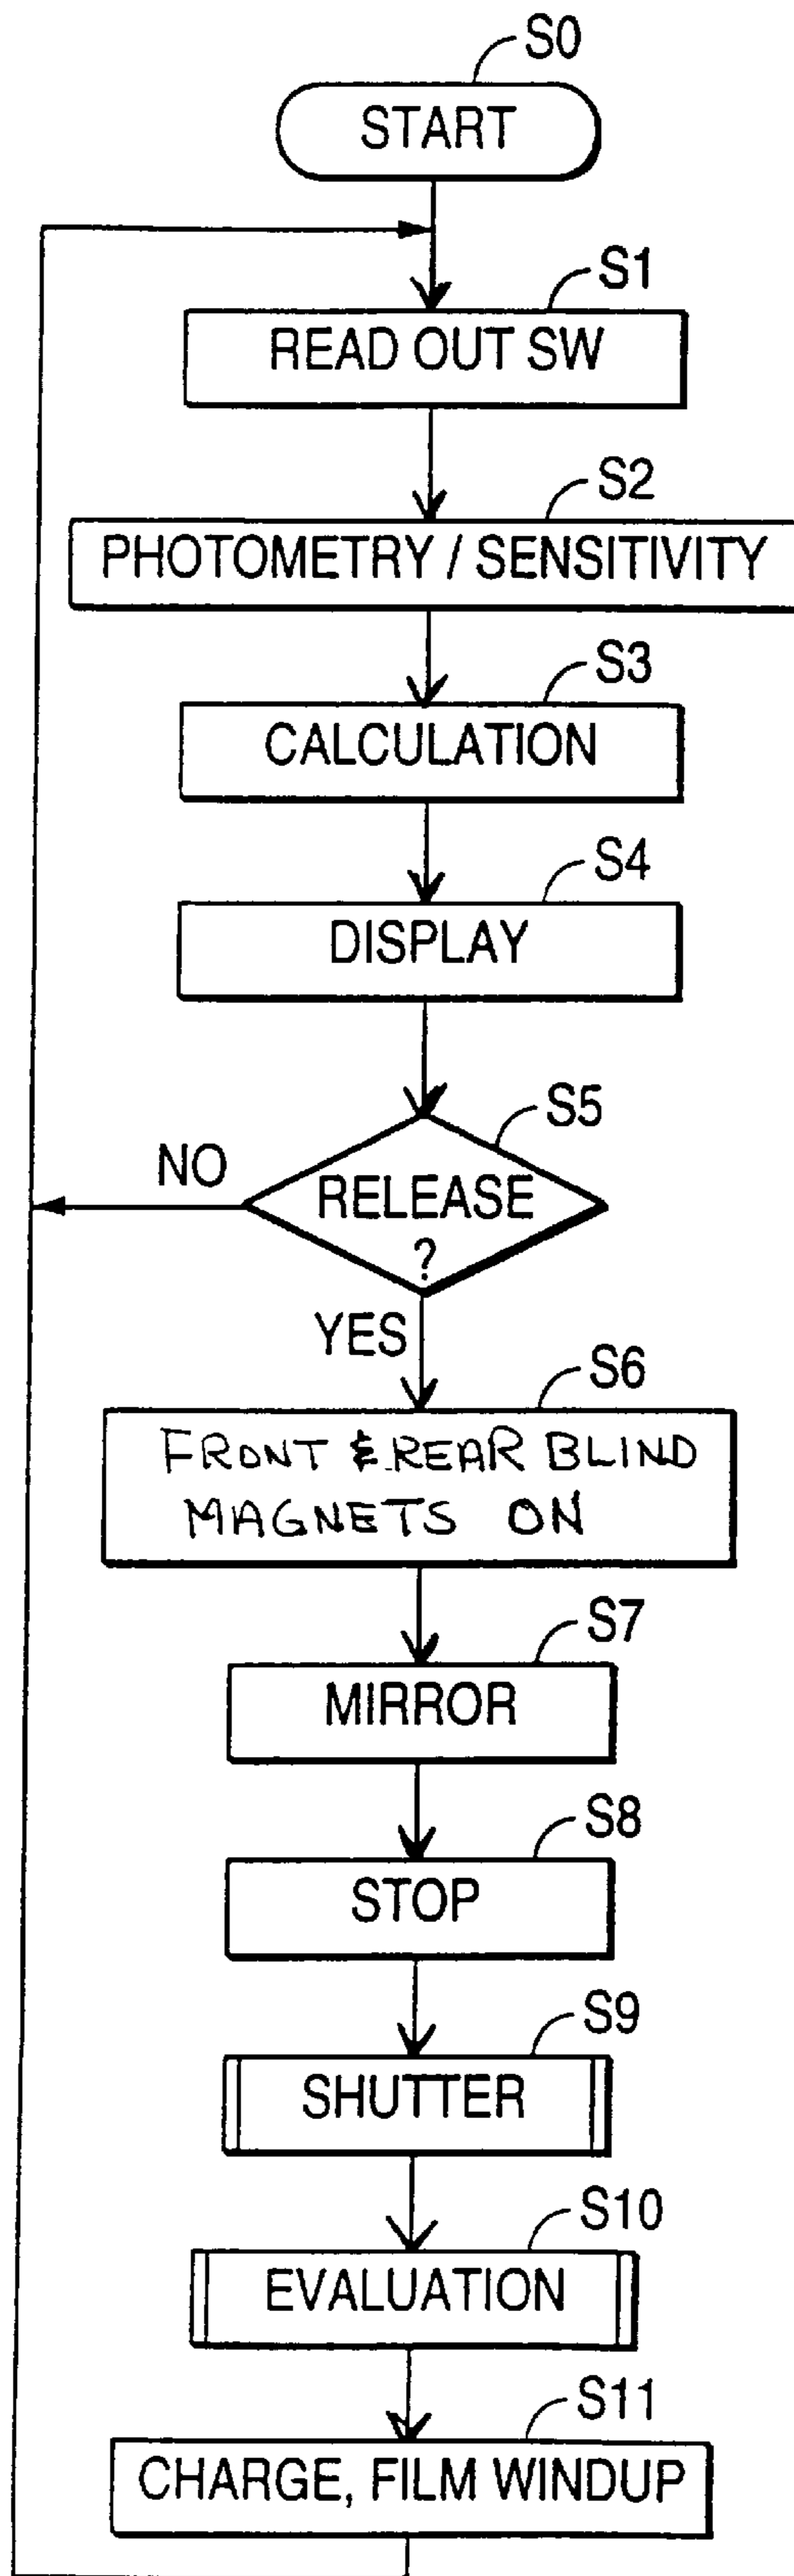 S0
START
S1
READ OUT SW
S2
PHOTOMETRY / SENSITIVITY
S3
CALCULATION
S4
DISPLAY
S5
NO
RELEASE
?
YES
S6
FRONT & REAR BLIND
MAGNETS ON
S7
MIRROR
S8
STOP
S9
SHUTTER
S10
EVALUATION
S11
CHARGE, FILM WINDUP